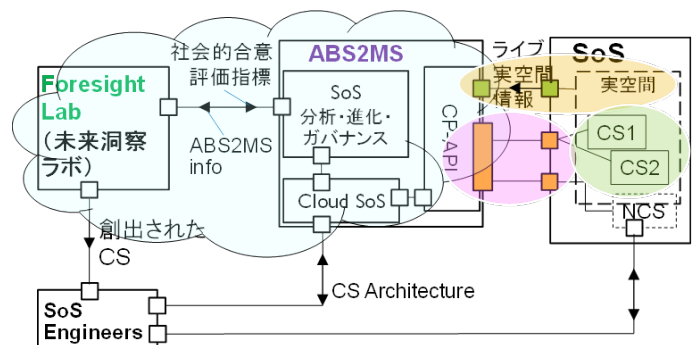 社会的合意
評価指標
ABS2MS
ライブ
実空間
情報
SoS
実空間
Foresight
Lab
(未来洞察
ラボ)
ABS2MS
info
SoS
分析・進化・
ガバナンス
CP-API
CS1
CS2
Cloud SoS
NCS
創出された
CS
CS Architecture
SoS
Engineers